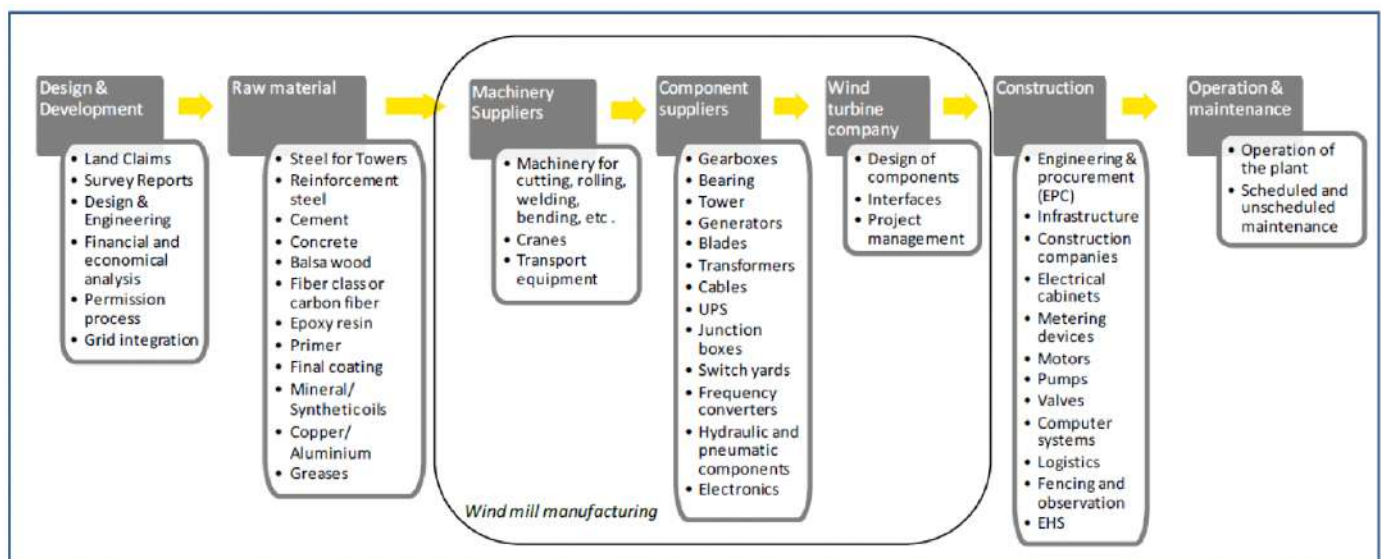 Design &
Development
Land Claims
Survey Reports
Design &
Engineering
Financial and
economical
analysis
Permission
process
Grid integration
Raw material
Steel for Towers
Reinforcement
steel
Cement
Concrete
Balsa wood
Fiber class or
carbon fiber
Epoxy resin
Primer
Final coating
Mineral/
Synthetic oils
Copper/
Aluminium
Greases
Machinery
Suppliers
Machinery for
cutting, rolling,
welding,
bending, etc .
Cranes
Transport
equipment
Component
suppliers
Gearboxes
Bearing
Tower
Generators
Blades
Transformers
Cables
UPS
Junction
boxes
Switch yards
Frequency
converters
Hydraulic and
pneumatic
components
Electronics
Wind
turbine
company
Design of
components
Interfaces
Project
management
Wind mill manufacturing
Construction
Engineering &
procurement
(EPC)
Infrastructure
Construction
companies
Electrical
cabinets
Metering
devices
Motors
Pumps
Valves
Computer
systems
Logistics
Fencing and
observation
EHS
Operation &
maintenance
Operation of
the plant
Scheduled and
unscheduled
maintenance